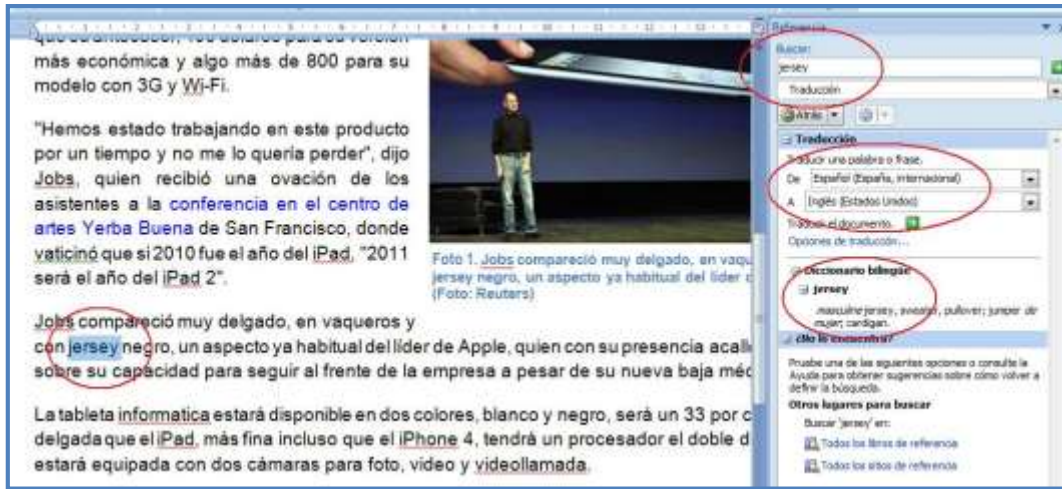 más económica y algo más de 800 para su
modelo con 3G y Wi-Fi.
"Hemos estado trabajando en este producto
por un tiempo y no me lo quería perder", dijo
Jobs, quien recibió una ovación de los
asistentes a la conferencia en el centro de
artes Yerba Buena de San Francisco, donde
vaticinó que si 2010 fue el año del iPad, "2011
será el año del iPad 2".
Foto 1. Jobs compareció muy delgado, en vaqu
jersey negro, un aspecto ya habitual del líder
(Foto: Reuters)
Jobs compareció muy delgado, en vaqueros y
con jersey negro, un aspecto ya habitual del líder de Apple, quien con su presencia acall
sobre su capacidad para seguir al frente de la empresa a pesar de su nueva baja méd
La tableta informatica estará disponible en dos colores, blanco y negro, será un 33 por c
delgada que el iPad, más fina incluso que el iPhone 4, tendrá un procesador el doble d
estará equipada con dos cámaras para foto, video y videollamada.
Referencia
Buscar:
jersey
Traducción
Atrás
Traducción
Traducir una palabra o frase.
De Español (España, internacional)
A Inglés (Estados Unidos)
Traducir el documento.
Opciones de traducción...
Diccionario bilingüe
jersey
masculine jersey, sweater, pullover; jumper de
mujer; cardigan.
¿No lo encuentra?
Pruebe una de las siguientes opciones o consulte la
Ayuda para obtener sugerencias sobre cómo volver a
definir la búsqueda.
Otros lugares para buscar
Buscar 'jersey' en:
Todos los libros de referencia
Todos los sitios de referencia